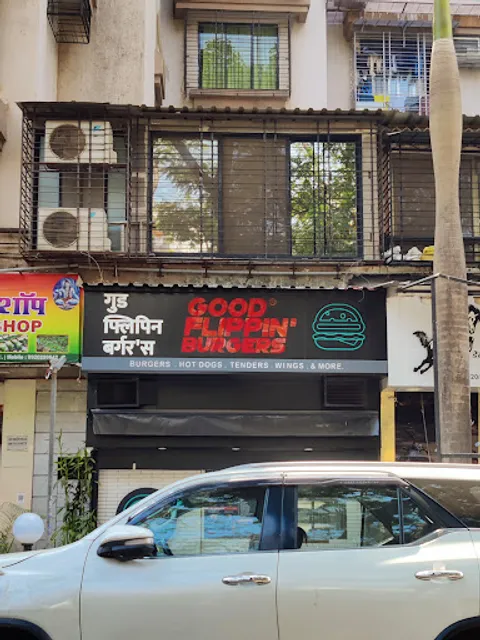 शॉप
SHOP
गुड
फ्लिपिन
बर्गर'स
GOOD
FLIPPIN'
BURGERS
BURGERS . HOT DOGS . TENDERS . WINGS . & MORE.